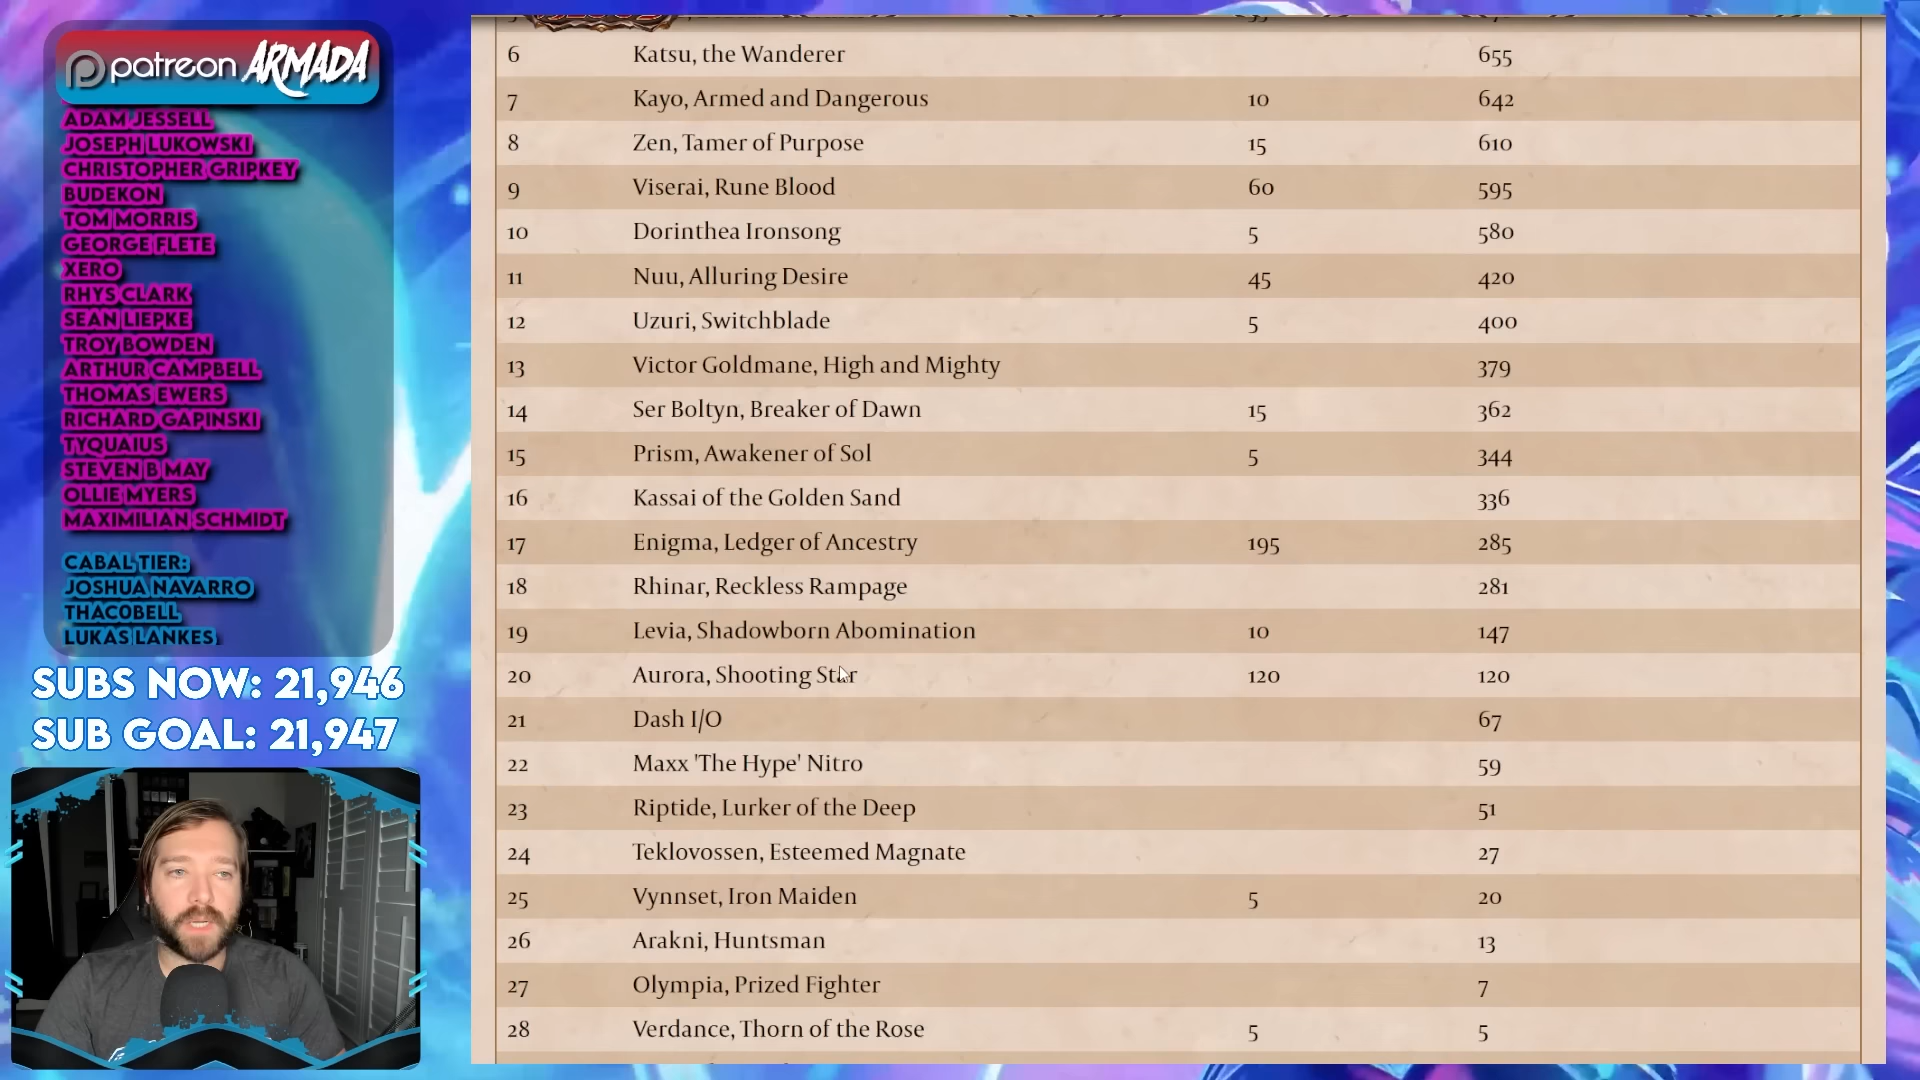 patreon ARMADA
ADAM JESSELL
JOSEPH LUKOWSKI
CHRISTOPHER GRIPKEY
BUDEKON
TOM MORRIS
GEORGE FLETE
XERO
RHYS CLARK
SEAN LIEPKE
TROY BOWDEN
ARTHUR CAMPBELL
THOMAS EWERS
RICHARD GAPINSKI
TYQUAIUS
STEVEN B MAY
OLLIE MYERS
MAXIMILIAN SCHMIDT
CABAL TIER:
JOSHUA NAVARRO
THACOBELL
LUKAS LANKES
SUBS NOW: 21,946
SUB GOAL: 21,947
6 Katsu, the Wanderer 655
7 Kayo, Armed and Dangerous 10 642
8 Zen, Tamer of Purpose 15 610
9 Viserai, Rune Blood 60 595
10 Dorinthea Ironsong 5 580
11 Nuu, Alluring Desire 45 420
12 Uzuri, Switchblade 5 400
13 Victor Goldmane, High and Mighty 379
14 Ser Boltyn, Breaker of Dawn 15 362
15 Prism, Awakener of Sol 5 344
16 Kassai of the Golden Sand 336
17 Enigma, Ledger of Ancestry 195 285
18 Rhinar, Reckless Rampage 281
19 Levia, Shadowborn Abomination 10 147
20 Aurora, Shooting Star 120 120
21 Dash I/O 67
22 Maxx 'The Hype' Nitro 59
23 Riptide, Lurker of the Deep 51
24 Teklovossen, Esteemed Magnate 27
25 Vynnset, Iron Maiden 5 20
26 Arakni, Huntsman 13
27 Olympia, Prized Fighter 7
28 Verdance, Thorn of the Rose 5 5